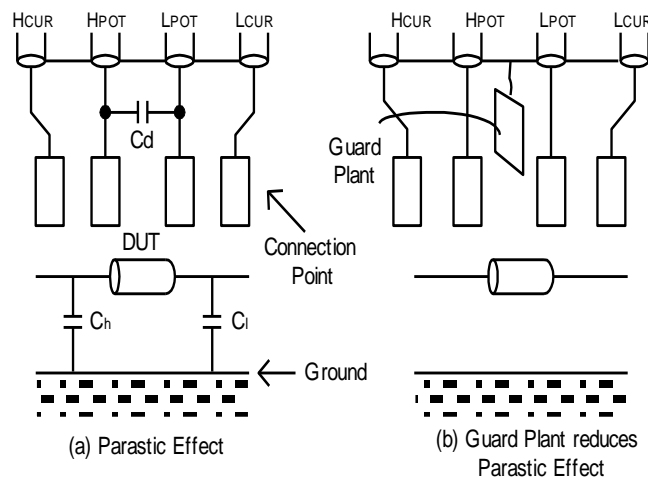 HCUR HPOT LPOT LCUR
HCUR HPOT LPOT LCUR
Cd
Guard
Plant
Connection
Point
DUT
Ch
Cl
Ground
(a) Parastic Effect
(b) Guard Plant reduces
Parastic Effect